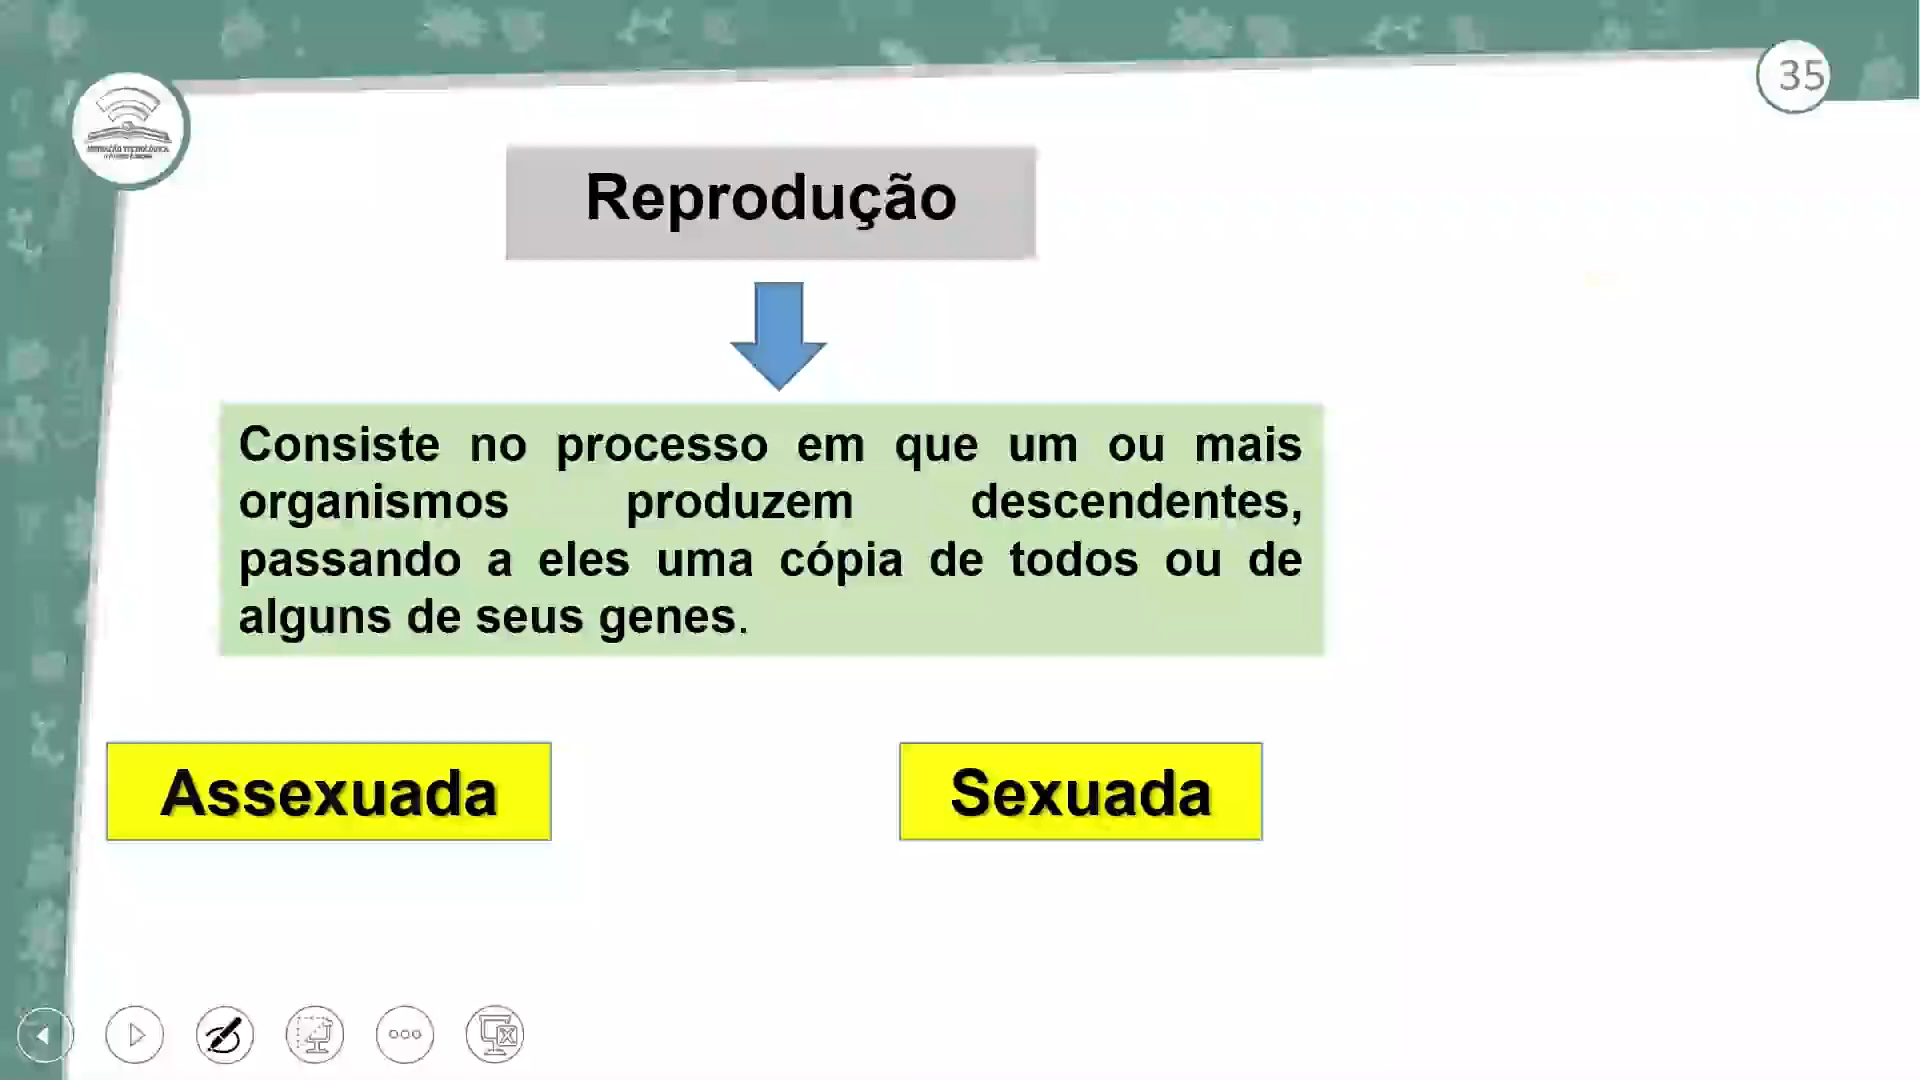 35
Reprodução
Consiste no processo em que um ou mais
organismos produzem descendentes,
passando a eles uma cópia de todos ou de
alguns de seus genes.
Assexuada
Sexuada